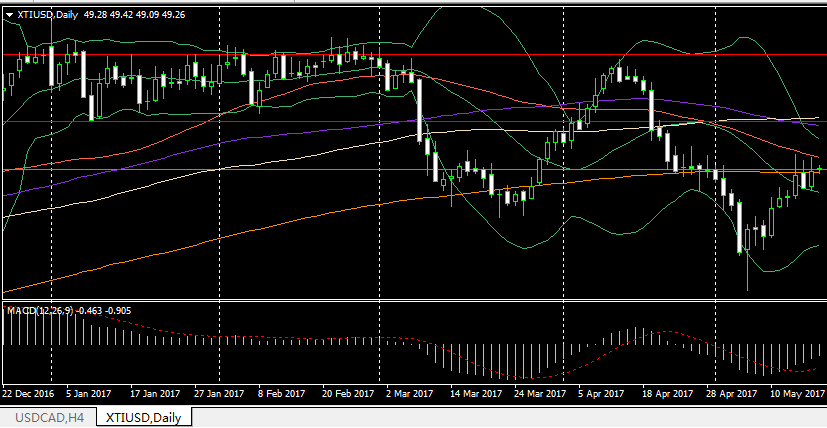 XTIUSD,Daily 49.28 49.42 49.09 49.26
MACD(12,26,9) -0.463 -0.905
22 Dec 2016 5 Jan 2017 17 Jan 2017 27 Jan 2017 8 Feb 2017 20 Feb 2017 2 Mar 2017 14 Mar 2017 24 Mar 2017 5 Apr 2017 18 Apr 2017 28 Apr 2017 10 May 2017
USDCAD,H4 XTIUSD,Daily